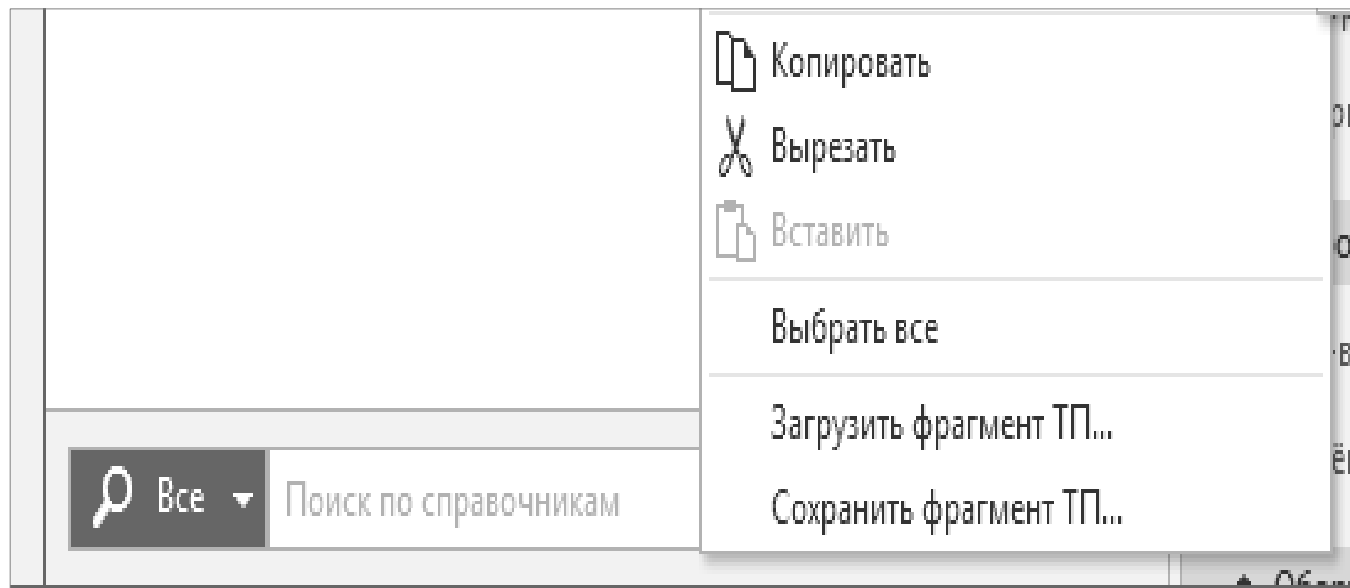 Копировать
Вырезать
Вставить
Выбрать все
Загрузить фрагмент ТП...
Сохранить фрагмент ТП...
Все
Поиск по справочникам